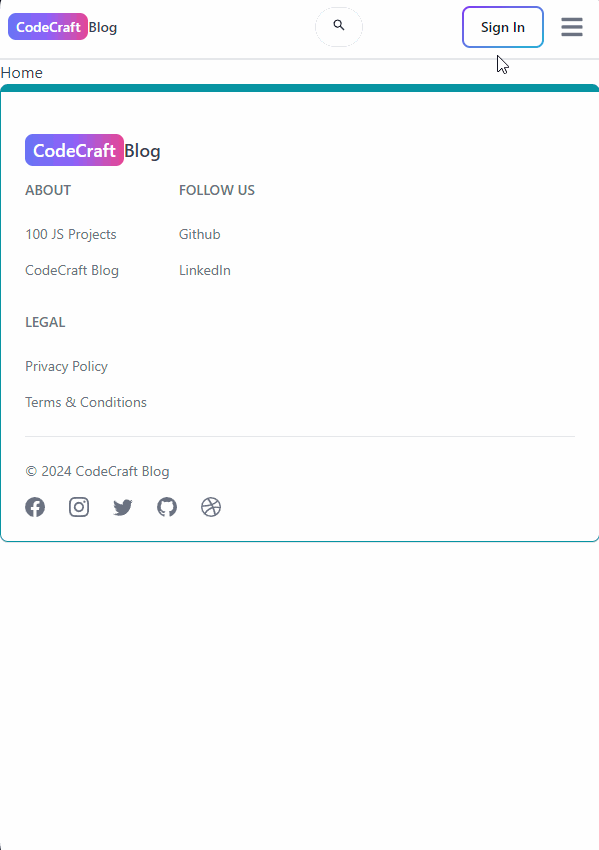 CodeCraft Blog
Sign In
Home
CodeCraft Blog
ABOUT
100 JS Projects
CodeCraft Blog
FOLLOW US
Github
LinkedIn
LEGAL
Privacy Policy
Terms & Conditions
© 2024 CodeCraft Blog